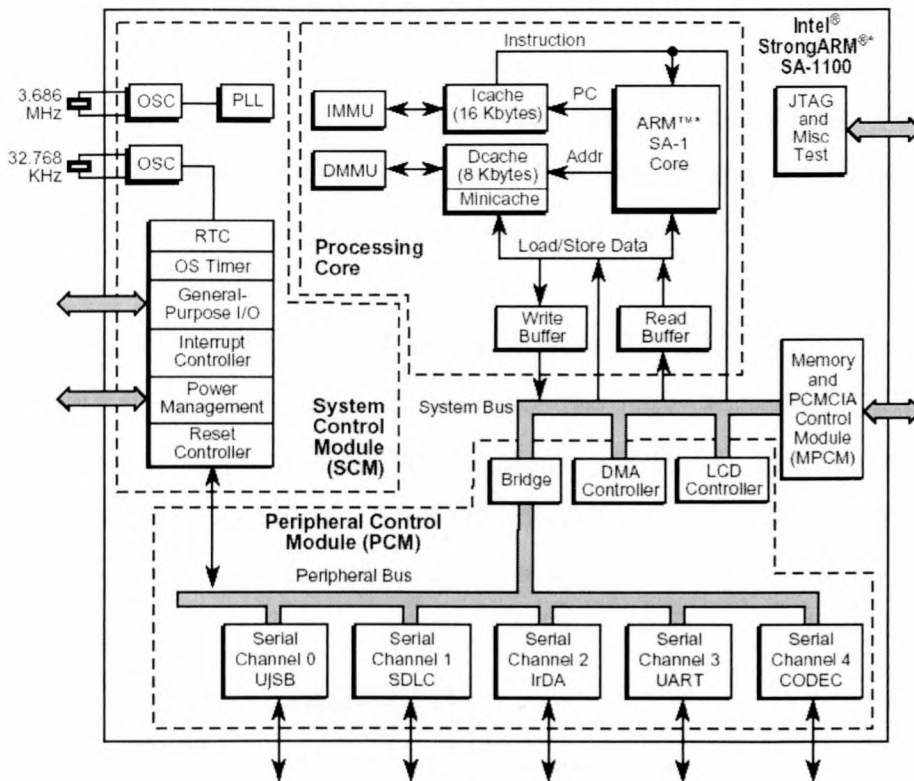 Intel®
StrongARM®*
SA-1100
3.686
MHz
OSC
PLL
32.768
KHz
OSC
RTC
OS Timer
General-
Purpose I/O
Interrupt
Controller
Power
Management
Reset
Controller
System
Control
Module
(SCM)
Instruction
IMMU
Icache
(16 Kbytes)
PC
DMMU
Dcache
(8 Kbytes)
Minicache
Addr
ARM™*
SA-1
Core
JTAG
and
Misc
Test
Processing
Core
Load/Store Data
Write
Buffer
Read
Buffer
Memory
and
PCMCIA
Control
Module
(MPCM)
System Bus
Bridge
DMA
Controller
LCD
Controller
Peripheral Control
Module (PCM)
Peripheral Bus
Serial
Channel 0
UjSB
Serial
Channel 1
SDLC
Serial
Channel 2
IrDA
Serial
Channel 3
UART
Serial
Channel 4
CODEC